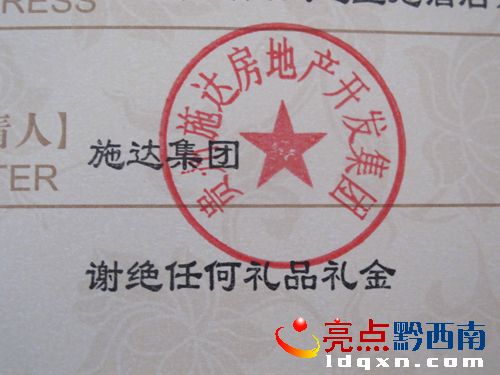 RESS
贵州施达房地产开发集团
请人】
TER
施达集团
谢绝任何礼品礼金
亮点黔西南
ldqxn.com